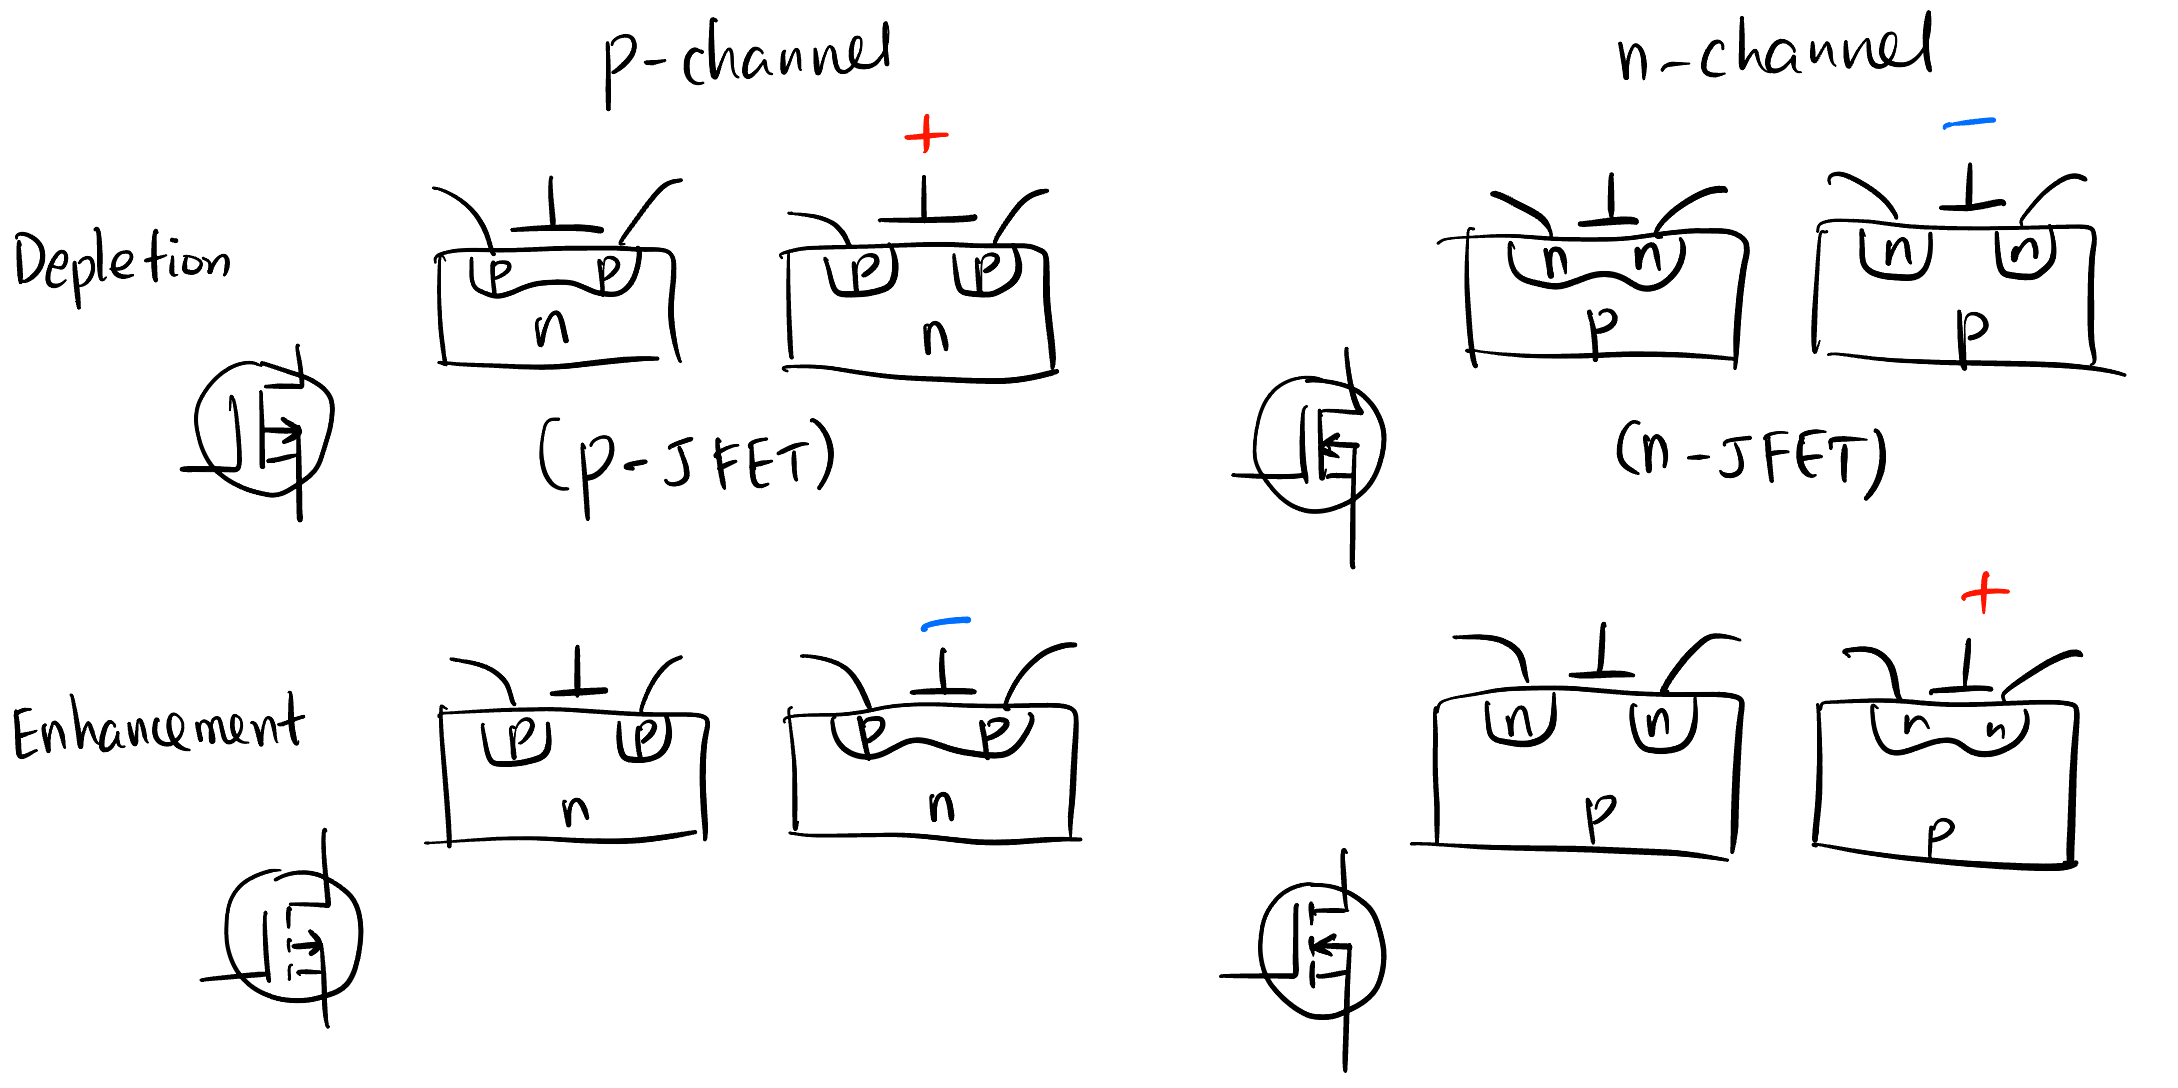 p-channel
n-channel
+
−
Depletion
p p
n
p p
n
n n
p
n n
p
(p-JFET)
(n-JFET)
−
+
Enhancement
p p
n
p p
n
n n
p
n n
p